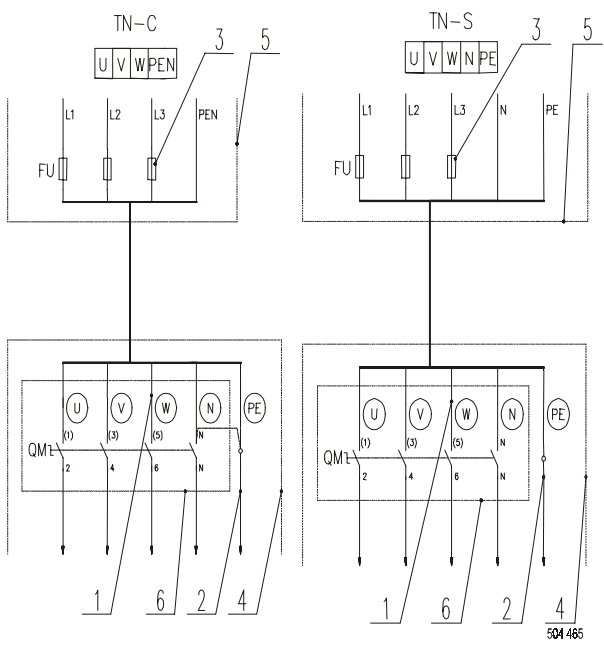 TN-C
TN-S
3
5
3
5
U V W PEN
U V W N PE
L1 L2 L3 PEN
L1 L2 L3 N PE
FU
FU
U V W N PE
U V W N PE
(1) (3) (5) N
(1) (3) (5) N
QM
QM
2 4 6 N
2 4 6 N
1 6 2 4
1 6 2 4
504 465